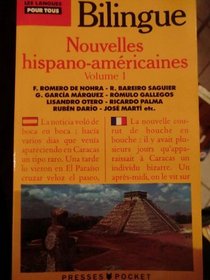 LES LANGUES
POUR TOUS
Bilingue
Nouvelles
hispano-américaines
Volume 1
F. ROMERO DE NOHRA - R. BAREIRO SAGUIER
G. GARCÍA MÁRQUEZ - RÓMULO GALLEGOS
LISANDRO OTERO - RICARDO PALMA
RUBÉN DARÍO - JOSÉ MARTÍ etc.
La noticia voló de
boca en boca : hacía
varios días que venía
apareciendo en Caracas
un tipo raro. Una tarde
lo vieron en El Paraíso
cruzar veloz el paseo,
La nouvelle cou-
rut de bouche en
bouche : il y avait plu-
sieurs jours qu'appa-
raissait à Caracas un
individu bizarre. Un
après-midi, on le vit sur
PRESSES POCKET